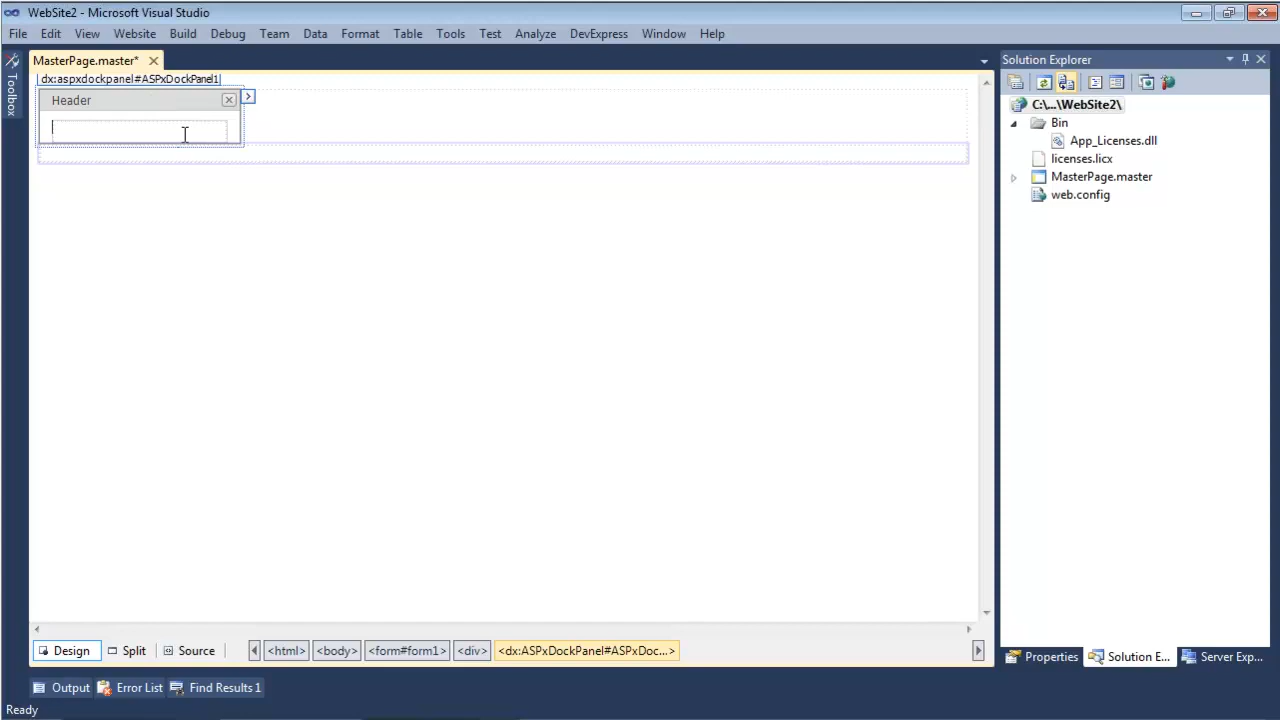 WebSite2 - Microsoft Visual Studio
File Edit View Website Build Debug Team Data Format Table Tools Test Analyze DevExpress Window Help
Toolbox
MasterPage.master*
dx:aspxdockpanel#ASPxDockPanel1
Header
Design Split Source <html> <body> <form#form1> <div> <dx:ASPxDockPanel#ASPxDoc...>
Solution Explorer
C:\...\WebSite2\
Bin
App_Licenses.dll
licenses.licx
MasterPage.master
web.config
Properties Solution E... Server Exp...
Output Error List Find Results 1
Ready